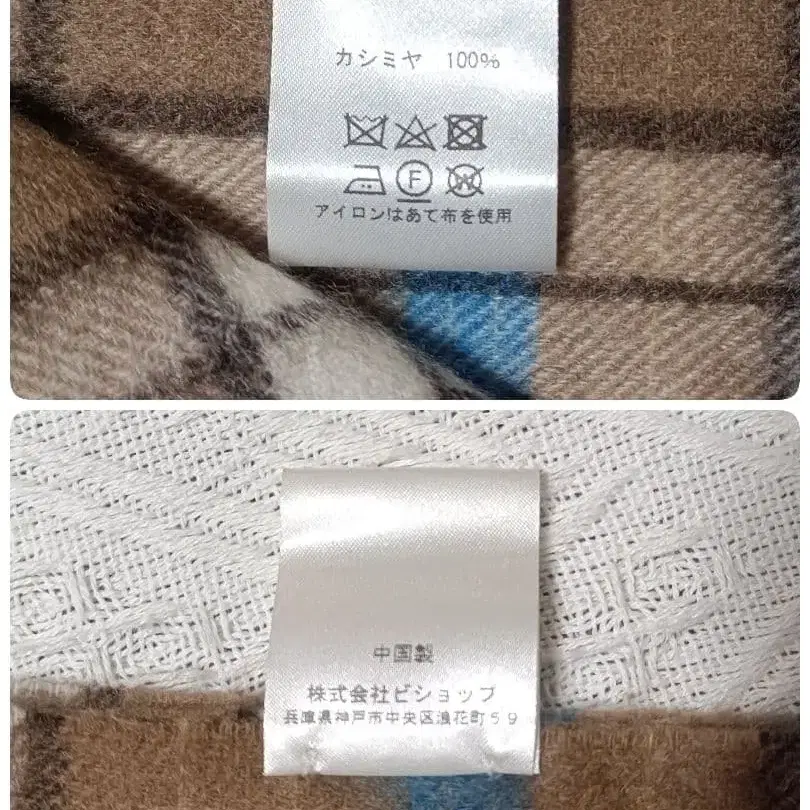 カシミヤ 100%
F W
アイロンはあて布を使用
中国製
株式会社ビショップ
兵庫県神戸市中央区浪花町59